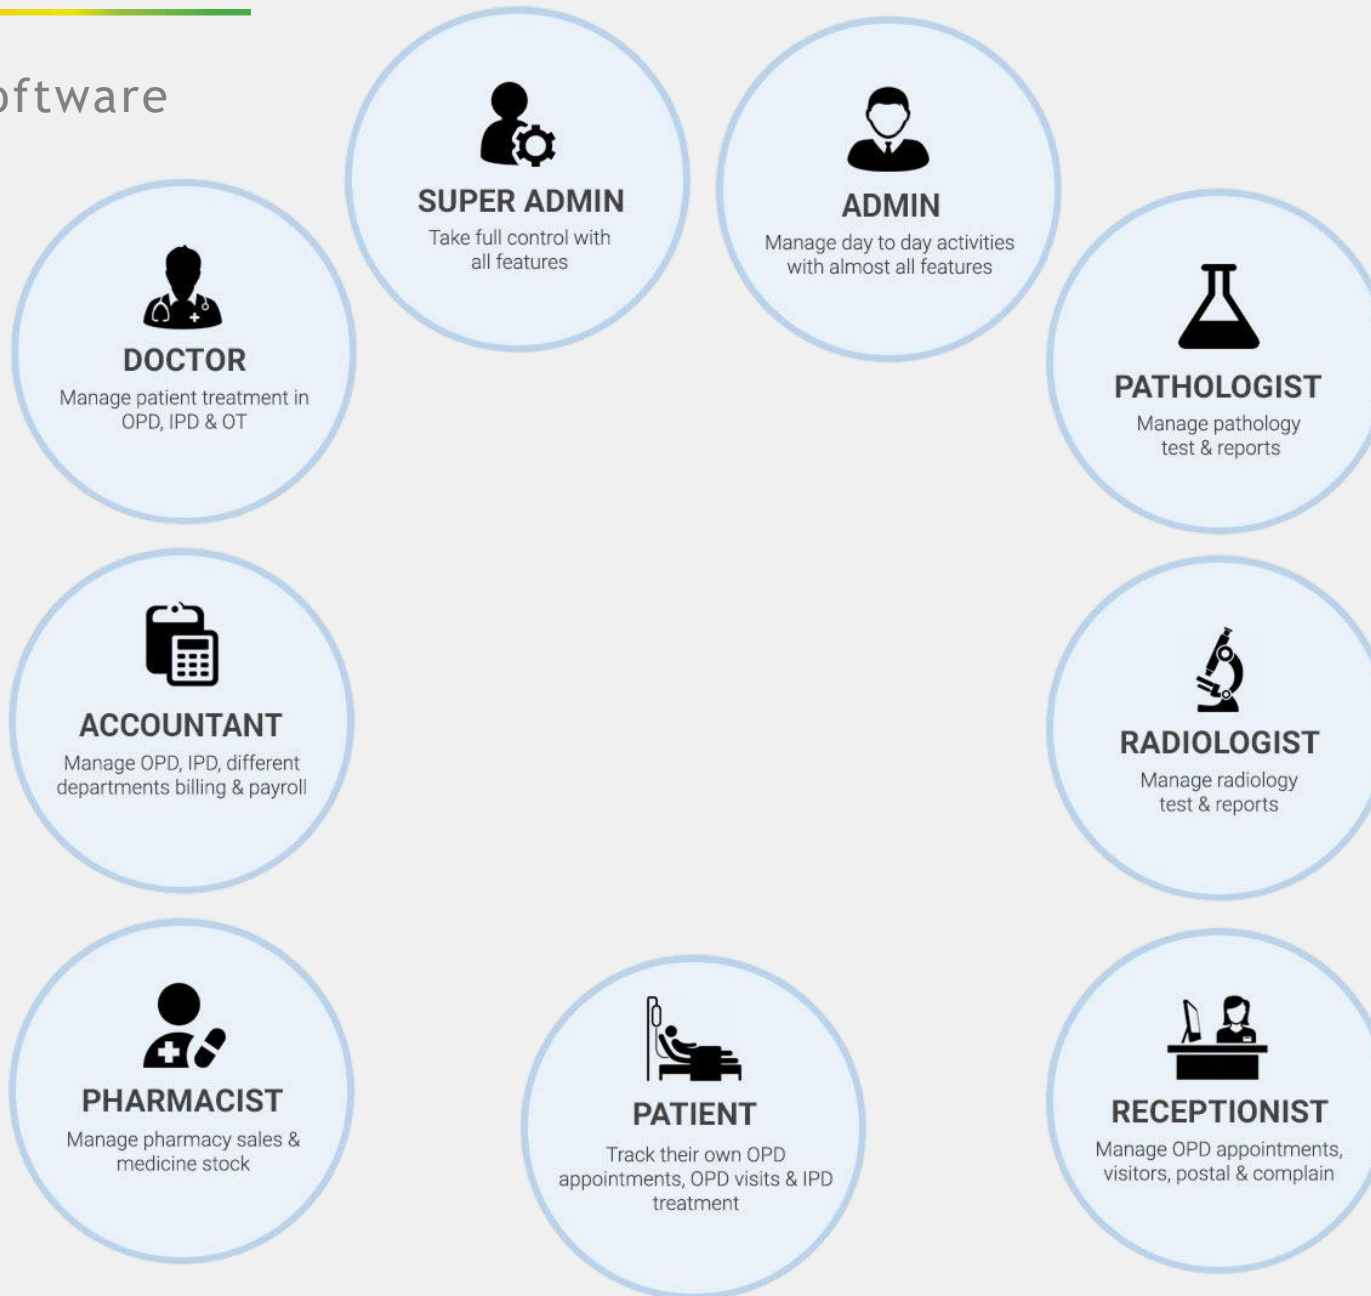 oftware
SUPER ADMIN
Take full control with
all features
ADMIN
Manage day to day activities
with almost all features
DOCTOR
Manage patient treatment in
OPD, IPD & OT
PATHOLOGIST
Manage pathology
test & reports
ACCOUNTANT
Manage OPD, IPD, different
departments billing & payroll
RADIOLOGIST
Manage radiology
test & reports
PHARMACIST
Manage pharmacy sales &
medicine stock
PATIENT
Track their own OPD
appointments, OPD visits & IPD
treatment
RECEPTIONIST
Manage OPD appointments,
visitors, postal & complain